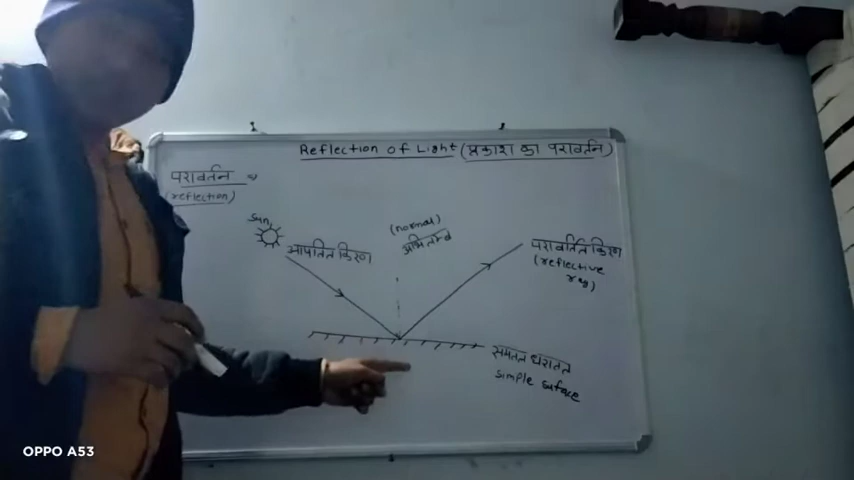 Reflection of Light (प्रकाश का परावर्तन)
परावर्तन ⇒
(reflection)
Sun
आपतित किरण
(normal)
अभिलम्ब
परावर्तित किरण
(reflective
ray)
समतल धरातल
simple surface
OPPO A53